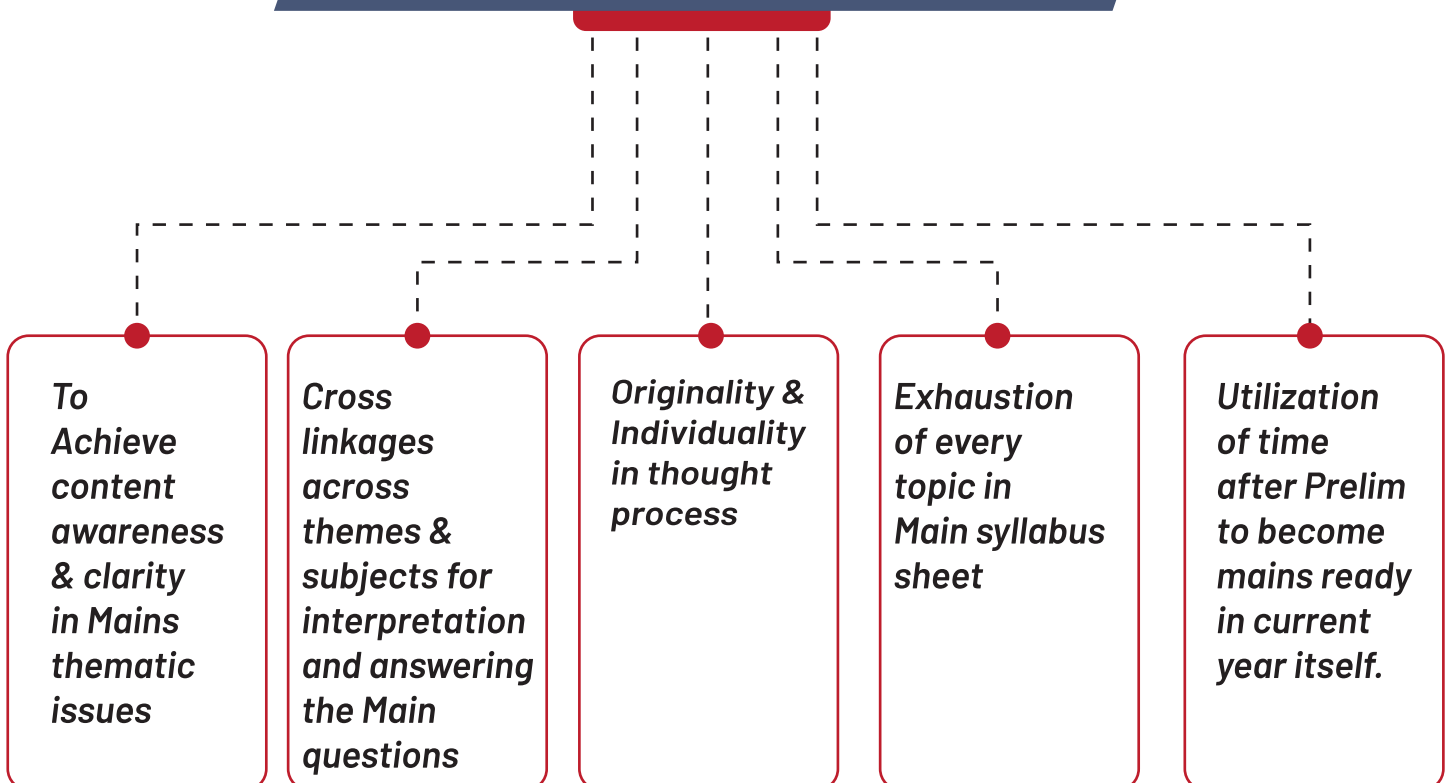 To
Achieve
content
awareness
& clarity
in Mains
thematic
issues
Cross
linkages
across
themes &
subjects for
interpretation
and answering
the Main
questions
Originality &
Individuality
in thought
process
Exhaustion
of every
topic in
Main syllabus
sheet
Utilization
of time
after Prelim
to become
mains ready
in current
year itself.